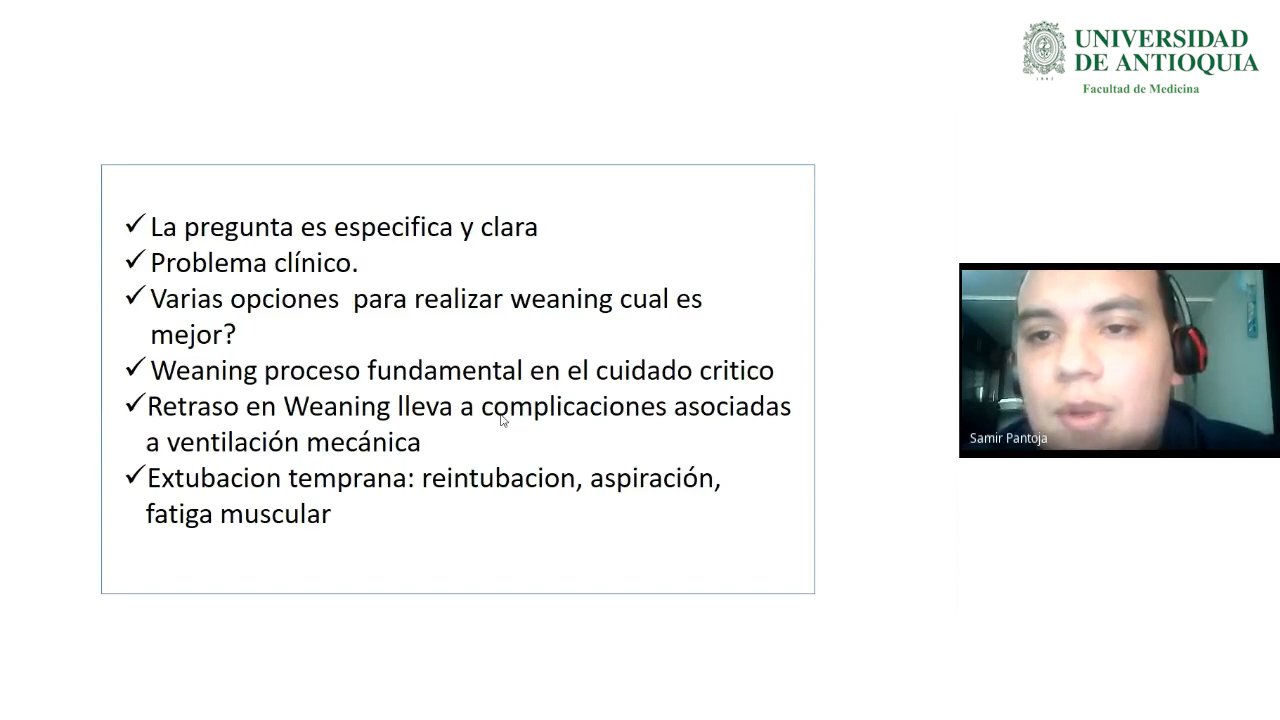 UNIVERSIDAD
DE ANTIOQUIA
Facultad de Medicina
✓ La pregunta es especifica y clara
✓ Problema clínico.
✓ Varias opciones para realizar weaning cual es
mejor?
✓ Weaning proceso fundamental en el cuidado critico
✓ Retraso en Weaning lleva a complicaciones asociadas
a ventilación mecánica
✓ Extubacion temprana: reintubacion, aspiración,
fatiga muscular
Samir Pantoja